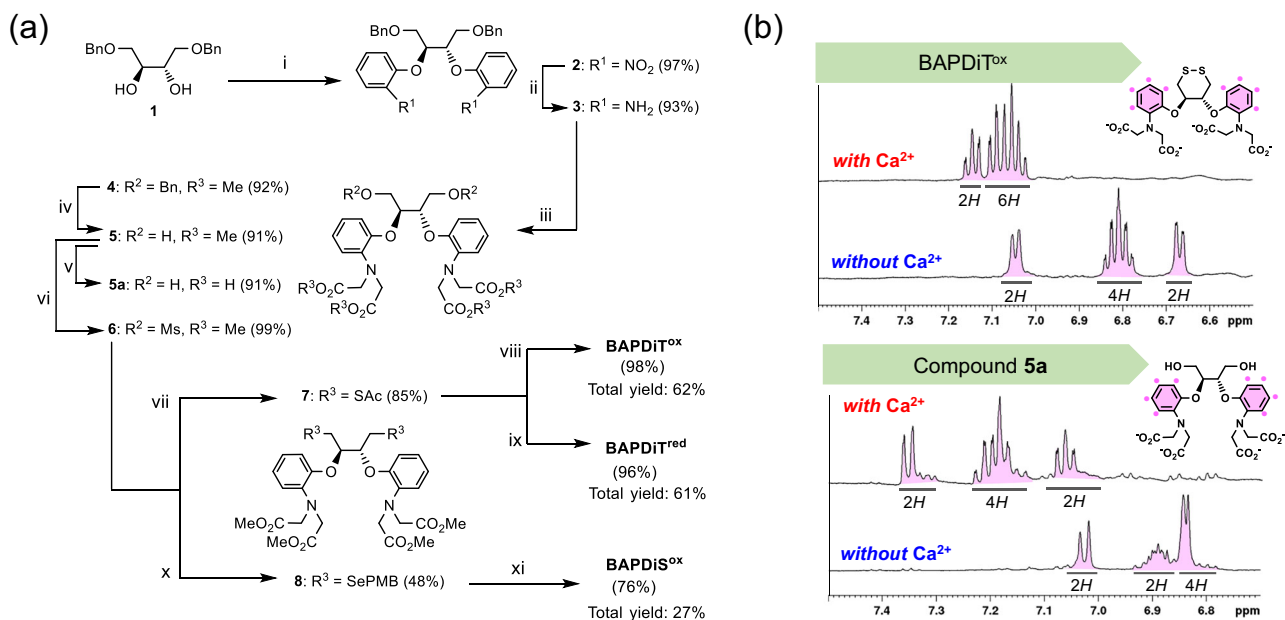 (a)
BnO OBn
HO OH
1
i
OBn OBn
O O
R¹ R¹
2: R¹ = NO₂ (97%)
ii
3: R¹ = NH₂ (93%)
4: R² = Bn, R³ = Me (92%)
iv
5: R² = H, R³ = Me (91%)
v
5a: R² = H, R³ = H (91%)
vi
6: R² = Ms, R³ = Me (99%)
R²O OR²
O O
N N
R³O₂C CO₂R³
R³O₂C CO₂R³
iii
vii
7: R³ = SAc (85%)
R³ R³
O O
N N
MeO₂C CO₂Me
MeO₂C CO₂Me
x
8: R³ = SePMB (48%)
viii
BAPDiTᵒˣ
(98%)
Total yield: 62%
ix
BAPDiTʳᵉᵈ
(96%)
Total yield: 61%
xi
BAPDiSᵒˣ
(76%)
Total yield: 27%
(b)
BAPDiTᵒˣ
S-S
O O
N N
⁻O₂C CO₂⁻
CO₂⁻ CO₂⁻
with Ca²⁺
2H 6H
without Ca²⁺
2H 4H 2H
7.4 7.3 7.2 7.1 7.0 6.9 6.8 6.7 6.6 ppm
Compound 5a
HO OH
O O
N N
⁻O₂C CO₂⁻
⁻O₂C CO₂⁻
with Ca²⁺
2H 4H 2H
without Ca²⁺
2H 2H 4H
7.4 7.3 7.2 7.1 7.0 6.9 6.8 ppm